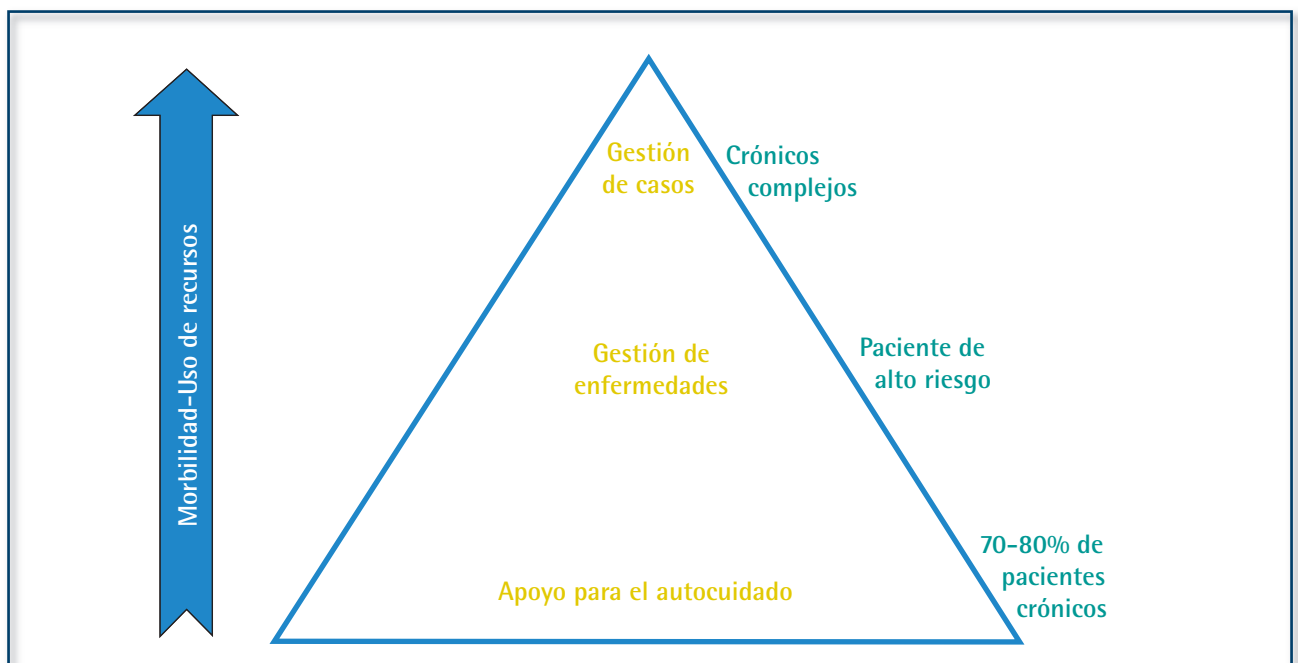 Morbilidad-Uso de recursos
Gestión
de casos
Crónicos
complejos
Gestión de
enfermedades
Paciente de
alto riesgo
Apoyo para el autocuidado
70-80% de
pacientes
crónicos